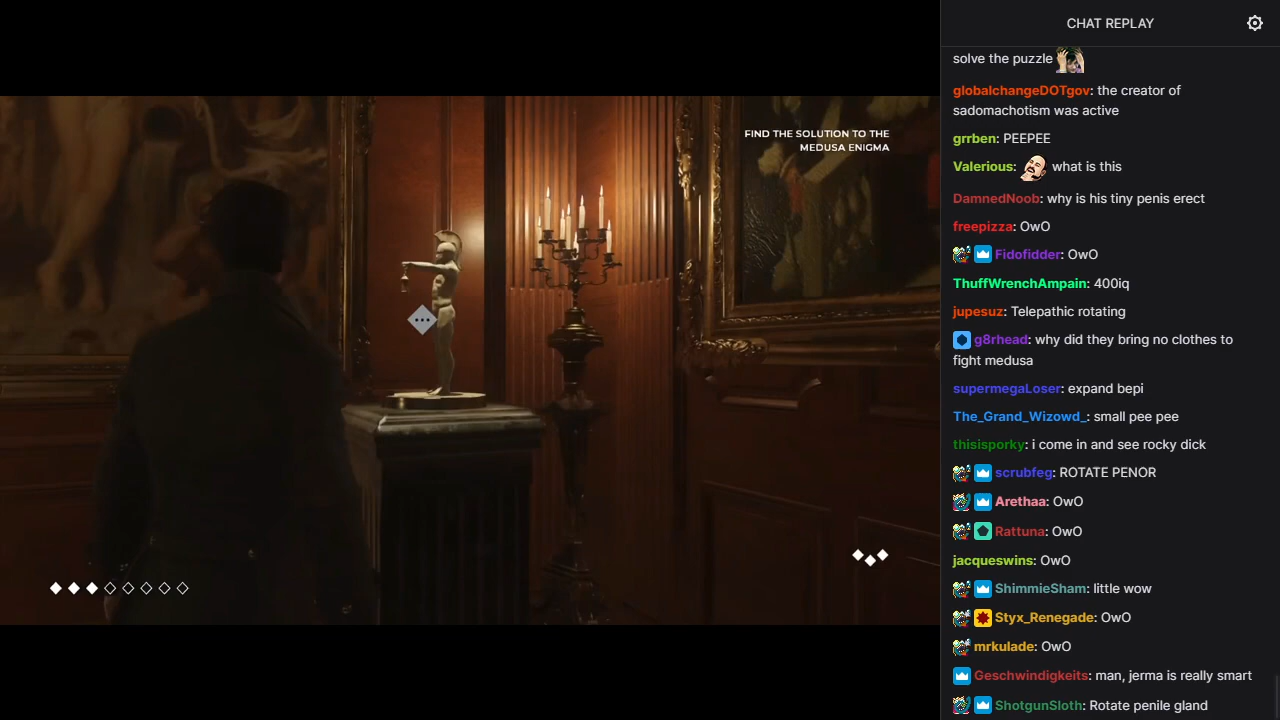 FIND THE SOLUTION TO THE
MEDUSA ENIGMA
CHAT REPLAY
solve the puzzle
globalchangeDOTgov: the creator of
sadomachotism was active
grrben: PEEPEE
Valerious: what is this
DamnedNoob: why is his tiny penis erect
freepizza: OwO
Fidofidder: OwO
ThuffWrenchAmpain: 400iq
jupesuz: Telepathic rotating
g8rhead: why did they bring no clothes to
fight medusa
supermegaLoser: expand bepi
The_Grand_Wizowd_: small pee pee
thisisporky: i come in and see rocky dick
scrubfeg: ROTATE PENOR
Arethaa: OwO
Rattuna: OwO
jacqueswins: OwO
ShimmieSham: little wow
Styx_Renegade: OwO
mrkulade: OwO
Geschwindigkeits: man, jerma is really smart
ShotgunSloth: Rotate penile gland